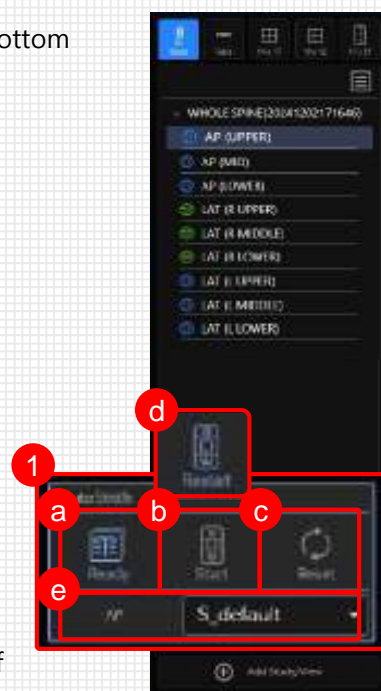 ottom
WHOLE SPINE(20241202171646)
AP (UPPER)
AP (MID)
AP (LOWER)
LAT (R UPPER)
LAT (R MIDDLE)
LAT (R LOWER)
LAT (L UPPER)
LAT (L MIDDLE)
LAT (L LOWER)
d
Restart
1
a
b
c
Ready
Start
Reset
e
AP
S_default
f
Add Study/View